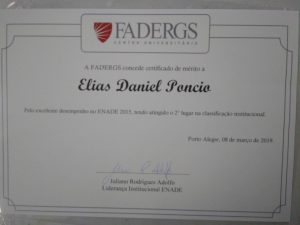 FADERGS
CENTRO UNIVERSITÁRIO
A FADERGS concede certificado de mérito a
Elias Daniel Poncio
Pelo excelente desempenho no ENADE 2015, tendo atingido o 2º lugar na classificação institucional.
Porto Alegre, 08 de março de 2019
Juliano Rodrigues Adolfo
Liderança Institucional ENADE